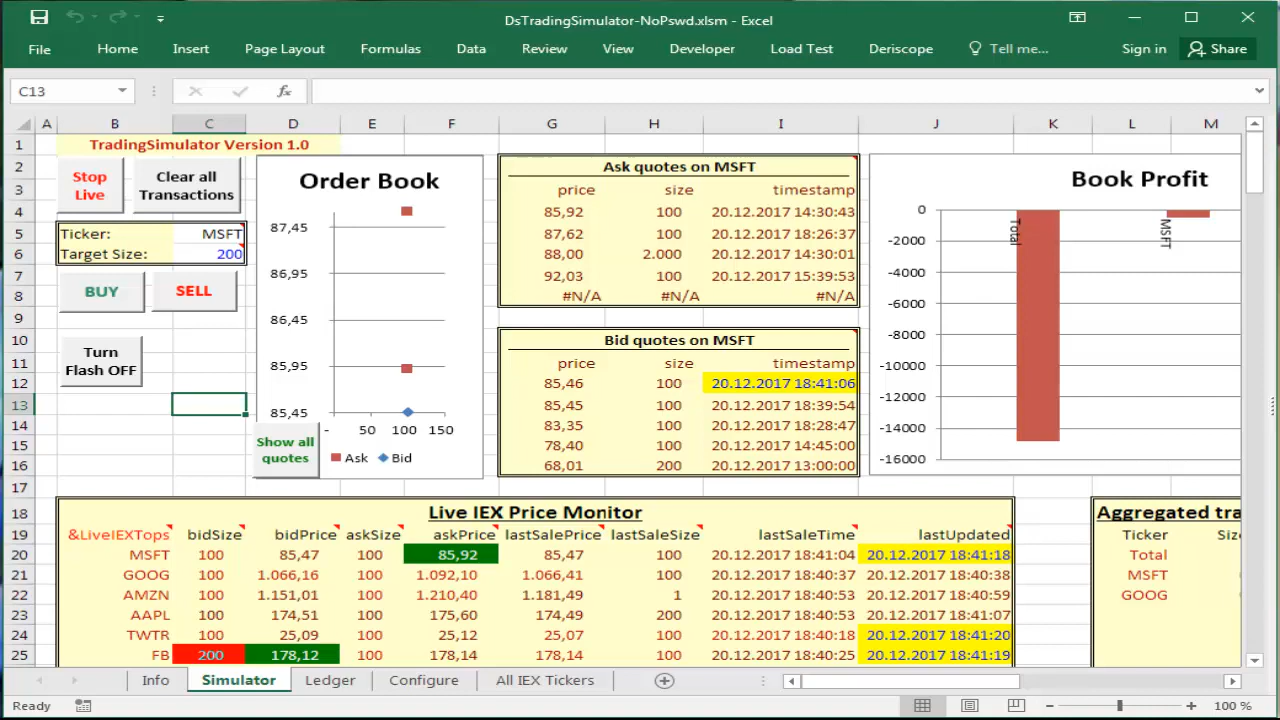 DsTradingSimulator-NoPswd.xlsm - Excel
File Home Insert Page Layout Formulas Data Review View Developer Load Test Deriscope Tell me... Sign in Share
C13 fx
A B C D E F G H I J K L M
1 TradingSimulator Version 1.0
2
3
4
5
6
7
8
9
10
11
12
13
14
15
16
17
Stop Live
Clear all Transactions
Ticker: MSFT
Target Size: 200
BUY SELL
Turn Flash OFF
Order Book
87,45
86,95
86,45
85,95
85,45
- 50 100 150
Ask Bid
Show all quotes
Ask quotes on MSFT
price size timestamp
85,92 100 20.12.2017 14:30:43
87,62 100 20.12.2017 18:26:37
88,00 2.000 20.12.2017 14:30:01
92,03 100 20.12.2017 15:39:53
#N/A #N/A #N/A
Bid quotes on MSFT
price size timestamp
85,46 100 20.12.2017 18:41:06
85,45 100 20.12.2017 18:39:54
83,35 100 20.12.2017 18:28:47
78,40 100 20.12.2017 14:45:00
68,01 200 20.12.2017 13:00:00
Book Profit
0
-2000
-4000
-6000
-8000
-10000
-12000
-14000
-16000
Total
MSFT
18 Live IEX Price Monitor Aggregated tra
19 &LiveIEXTops bidSize bidPrice askSize askPrice lastSalePrice lastSaleSize lastSaleTime lastUpdated Ticker Siz
20 MSFT 100 85,47 100 85,92 85,47 100 20.12.2017 18:41:04 20.12.2017 18:41:18 Total
21 GOOG 100 1.066,16 100 1.092,10 1.066,41 100 20.12.2017 18:40:37 20.12.2017 18:40:38 MSFT
22 AMZN 100 1.151,01 100 1.210,40 1.181,49 1 20.12.2017 18:40:53 20.12.2017 18:40:59 GOOG
23 AAPL 100 174,51 100 175,60 174,49 200 20.12.2017 18:40:53 20.12.2017 18:41:07
24 TWTR 100 25,09 100 25,12 25,07 100 20.12.2017 18:40:18 20.12.2017 18:41:20
25 FB 200 178,12 100 178,14 178,14 100 20.12.2017 18:40:25 20.12.2017 18:41:19
Info Simulator Ledger Configure All IEX Tickers
Ready 100 %